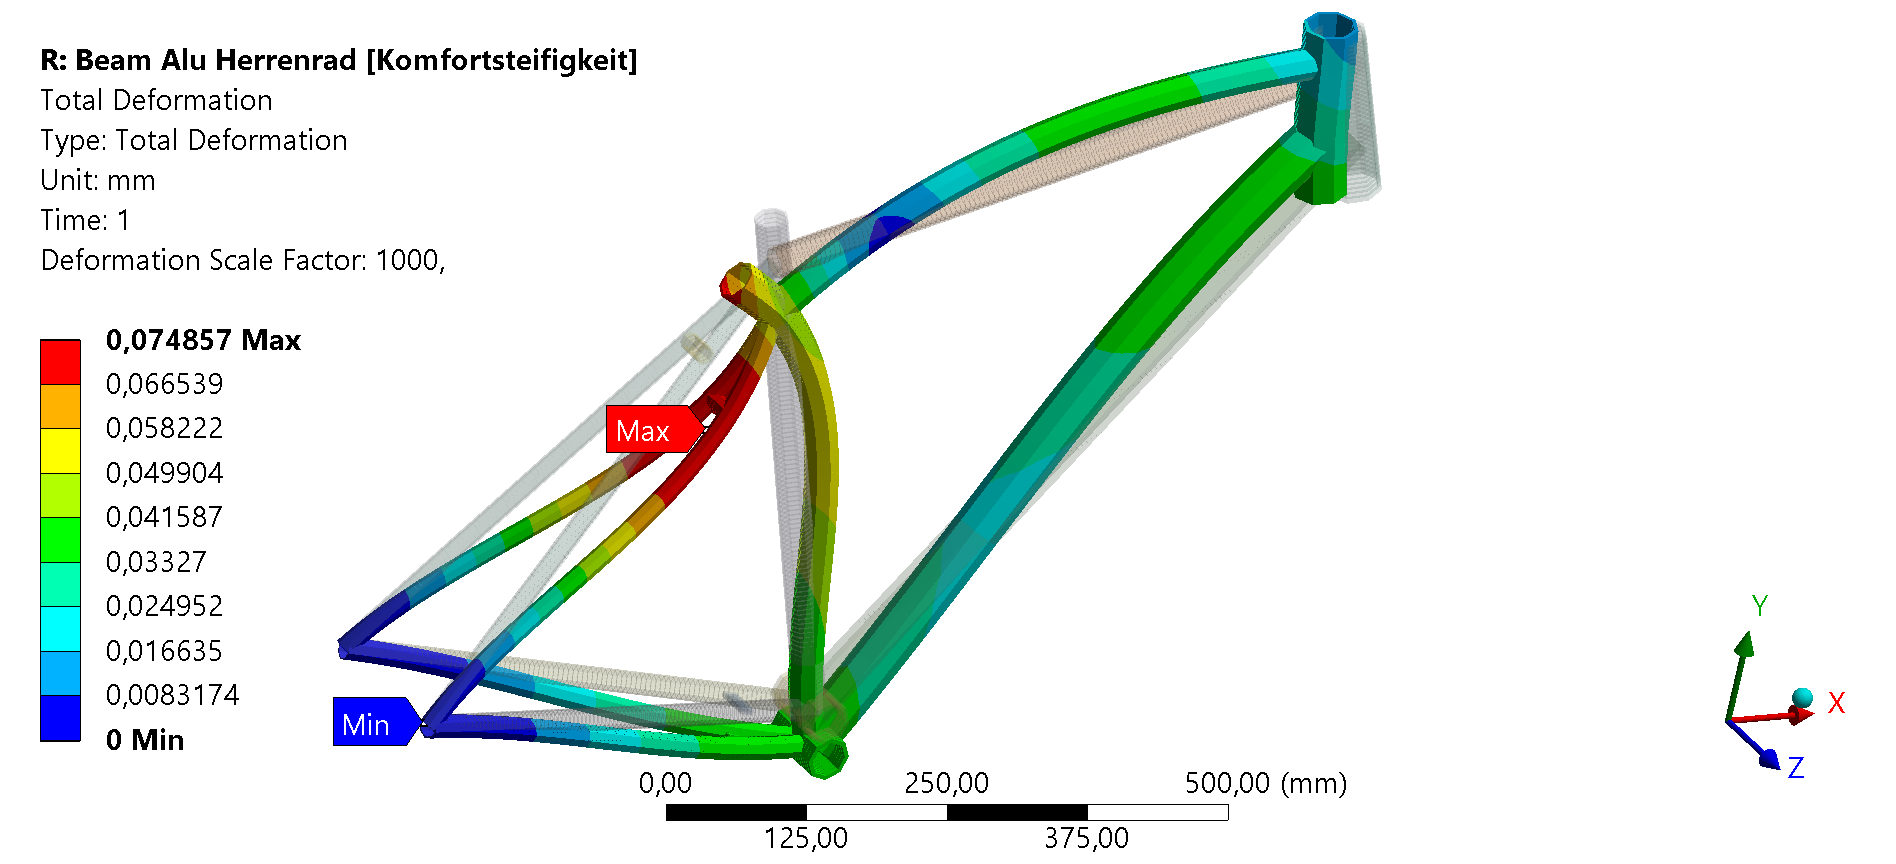 R: Beam Alu Herrenrad [Komfortsteifigkeit]
Total Deformation
Type: Total Deformation
Unit: mm
Time: 1
Deformation Scale Factor: 1000,
0,074857 Max
0,066539
0,058222
0,049904
0,041587
0,03327
0,024952
0,016635
0,0083174
0 Min
Max
Min
0,00 250,00 500,00 (mm)
125,00 375,00
Y
X
Z